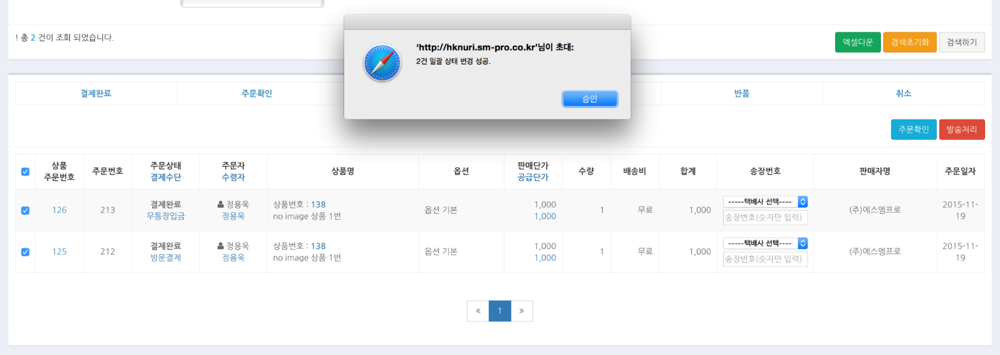 ‘http://hknuri.sm-pro.co.kr’님이 초대:
2건 일괄 상태 변경 성공.
승인
! 총 2 건이 조회 되었습니다.
엑셀다운 검색초기화 검색하기
결제완료 주문확인 반품 취소
주문확인 발송처리
상품 주문번호 주문번호 주문상태 결제수단 주문자 수령자 상품명 옵션 판매단가 공급단가 수량 배송비 합계 송장번호 판매자명 주문일자
126 213 결제완료 무통장입금 정용욱 정용욱 상품번호 : 138 no image 상품 1번 옵션 기본 1,000 1,000 1 무료 1,000 -----택배사 선택----- 송장번호(숫자만 입력) (주)에스엠프로 2015-11-19
125 212 결제완료 방문결제 정용욱 정용욱 상품번호 : 138 no image 상품 1번 옵션 기본 1,000 1,000 1 무료 1,000 -----택배사 선택----- 송장번호(숫자만 입력) (주)에스엠프로 2015-11-19
« 1 »